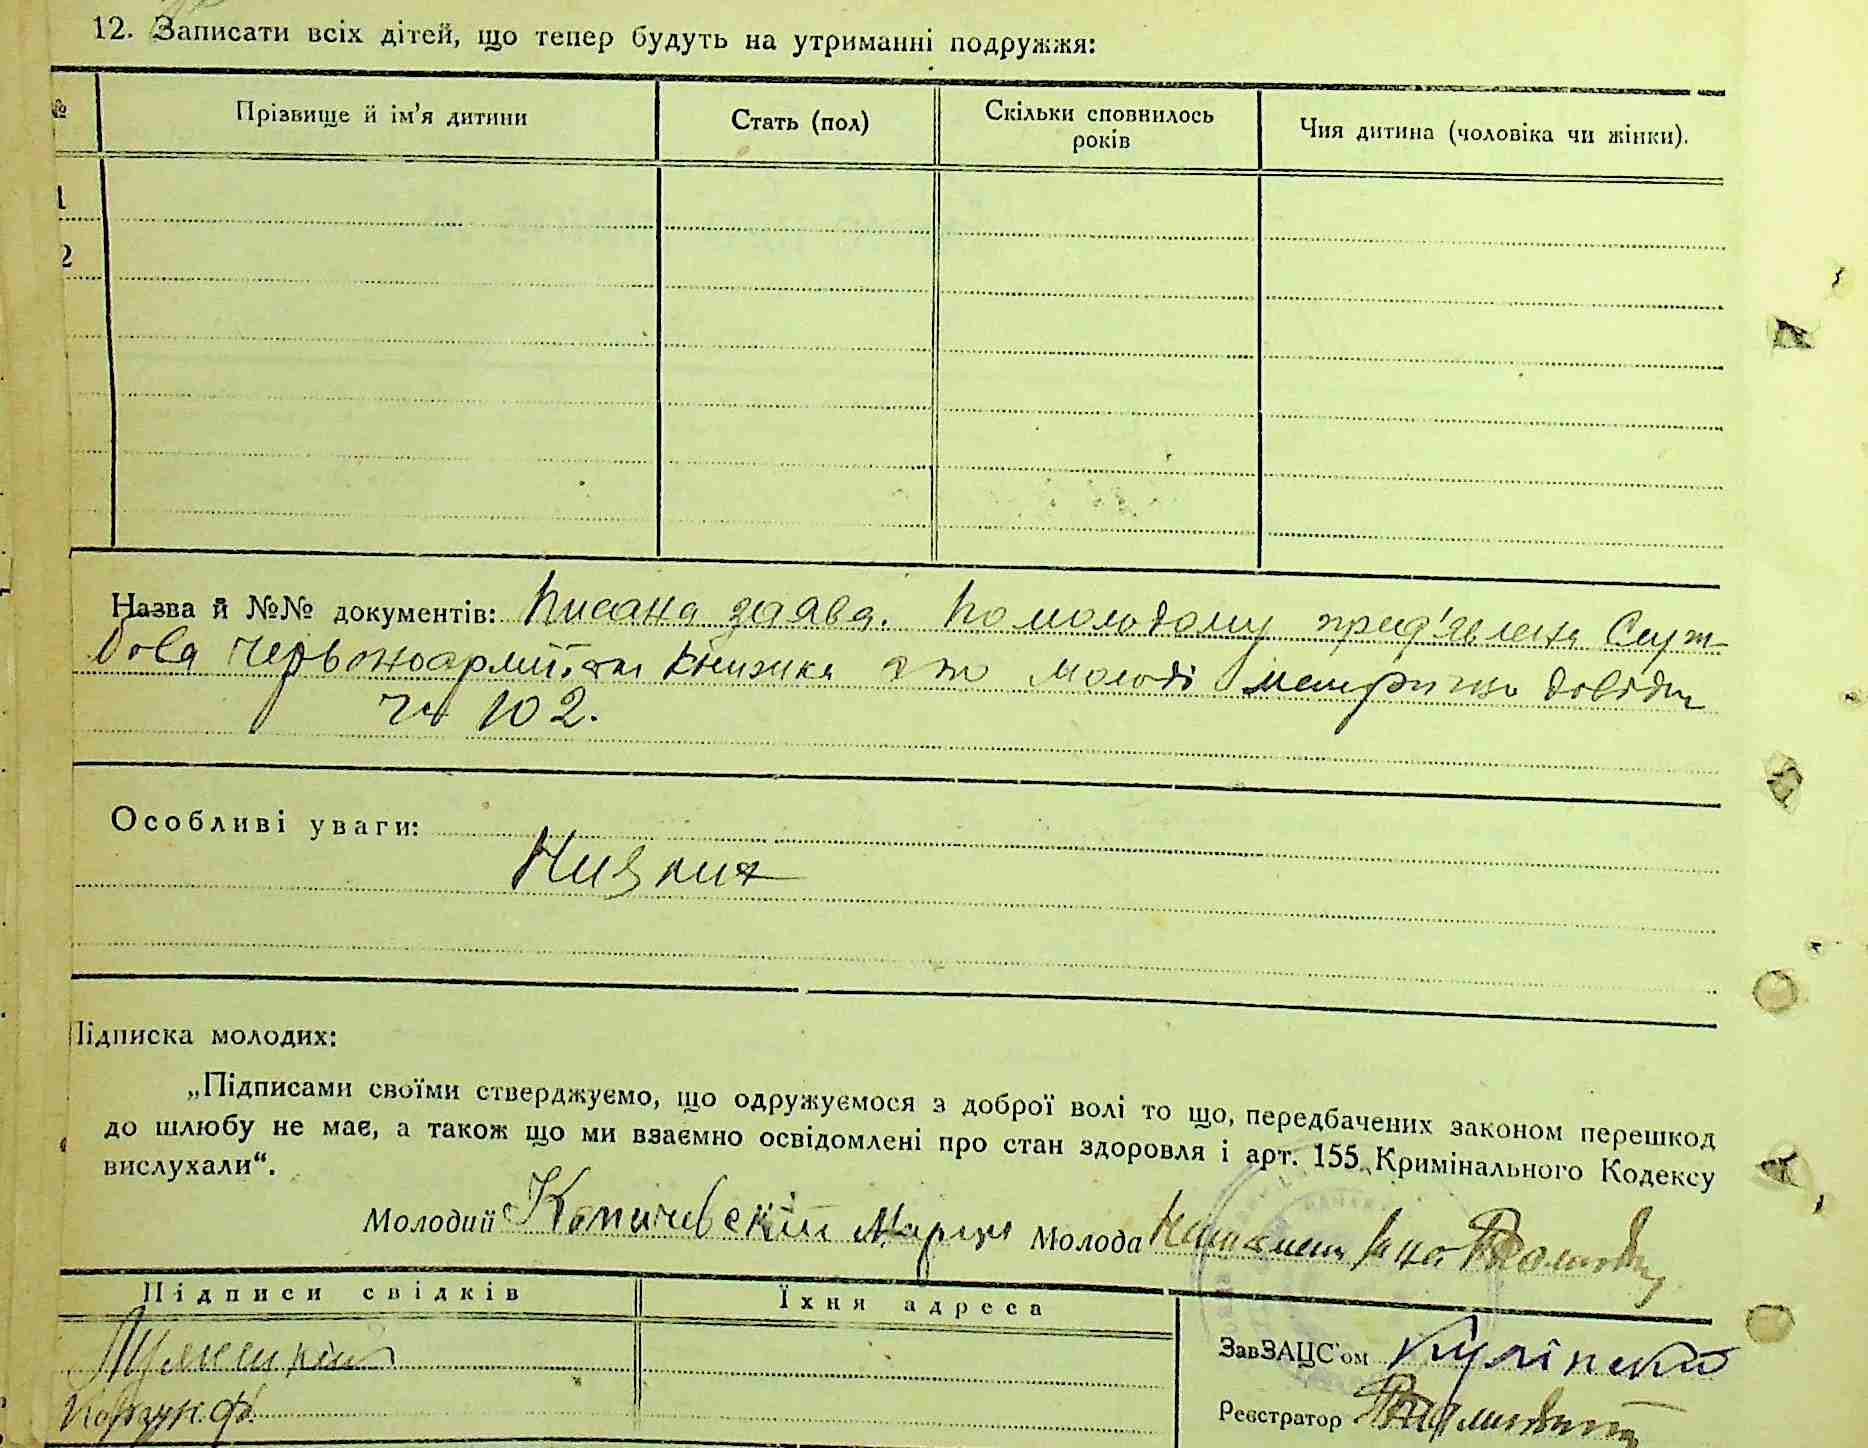 12. Записати всіх дітей, що тепер будуть на утриманні подружжя:
№ Прізвище й ім'я дитини Стать (пол) Скільки сповнилось років Чия дитина (чоловіка чи жінки).
1
2
Назва й №№ документів: Писана заява. По молодому пред'явлена Служ-
бова червоноармій книжка а по молоді метрична довідка
чч 102.
Особливі уваги:
Підписка молодих:
„Підписами своїми стверджуємо, що одружуємося з доброї волі то що, передбачених законом перешкод
до шлюбу не має, а також що ми взаємно освідомлені про стан здоровля і арт. 155 Кримінального Кодексу
вислухали“.
Молодий Молода
Підписи свідків Їхня адреса
ЗавЗАЦС'ом
Реєстратор